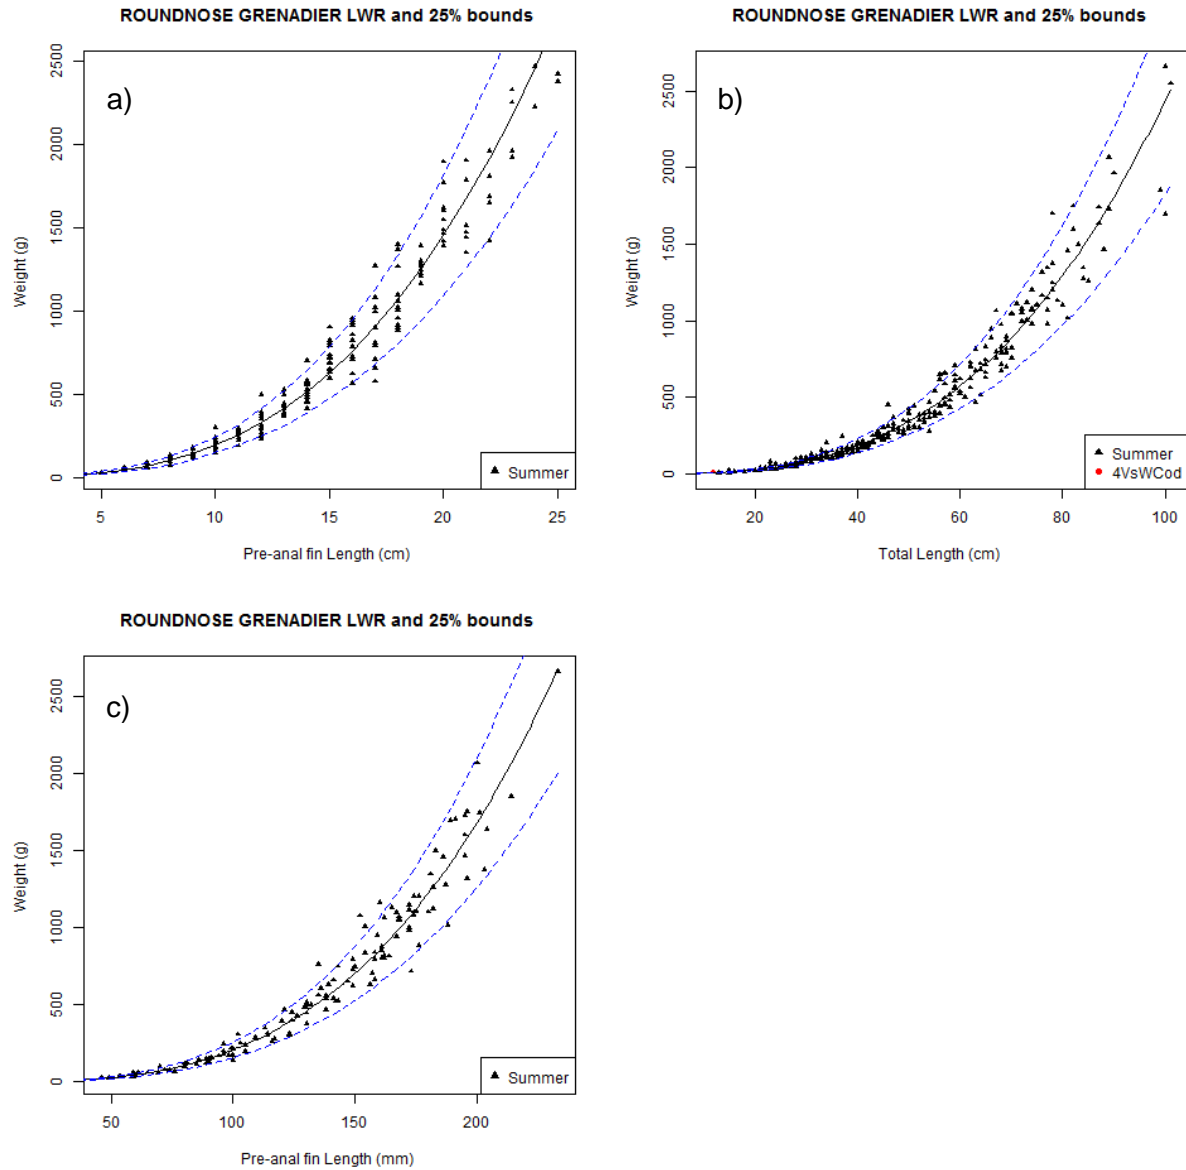 ROUNDNOSE GRENADIER LWR and 25% bounds
a)
Weight (g)
0 500 1000 1500 2000 2500
5 10 15 20 25
Pre-anal fin Length (cm)
Summer
ROUNDNOSE GRENADIER LWR and 25% bounds
b)
Weight (g)
0 500 1000 1500 2000 2500
20 40 60 80 100
Total Length (cm)
Summer
4VsWCod
ROUNDNOSE GRENADIER LWR and 25% bounds
c)
Weight (g)
0 500 1000 1500 2000 2500
50 100 150 200
Pre-anal fin Length (mm)
Summer